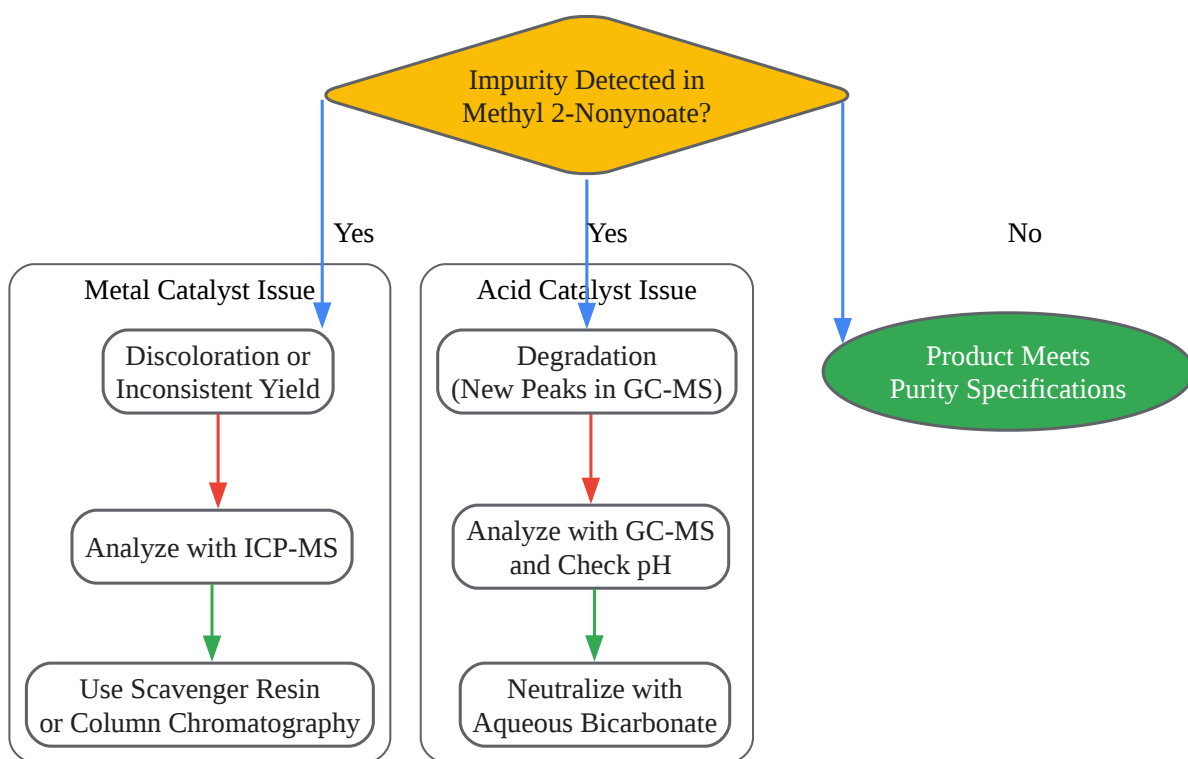 Impurity Detected in
Methyl 2-Nonynoate?
Yes
Yes
No
Metal Catalyst Issue
Discoloration or
Inconsistent Yield
Analyze with ICP-MS
Use Scavenger Resin
or Column Chromatography
Acid Catalyst Issue
Degradation
(New Peaks in GC-MS)
Analyze with GC-MS
and Check pH
Neutralize with
Aqueous Bicarbonate
Product Meets
Purity Specifications